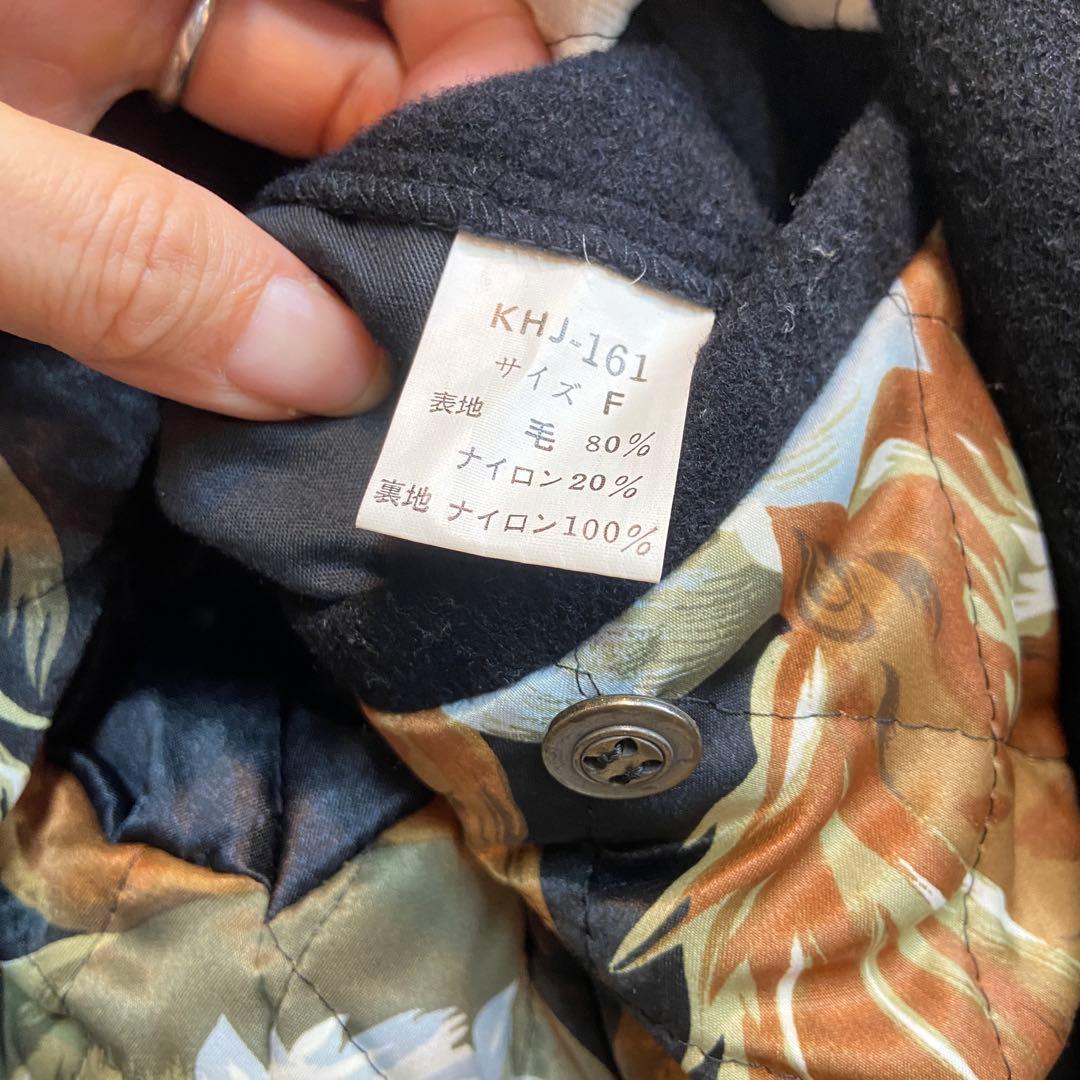 KHJ-161
サイズ F
表地 毛 80%
ナイロン20%
裏地 ナイロン100%